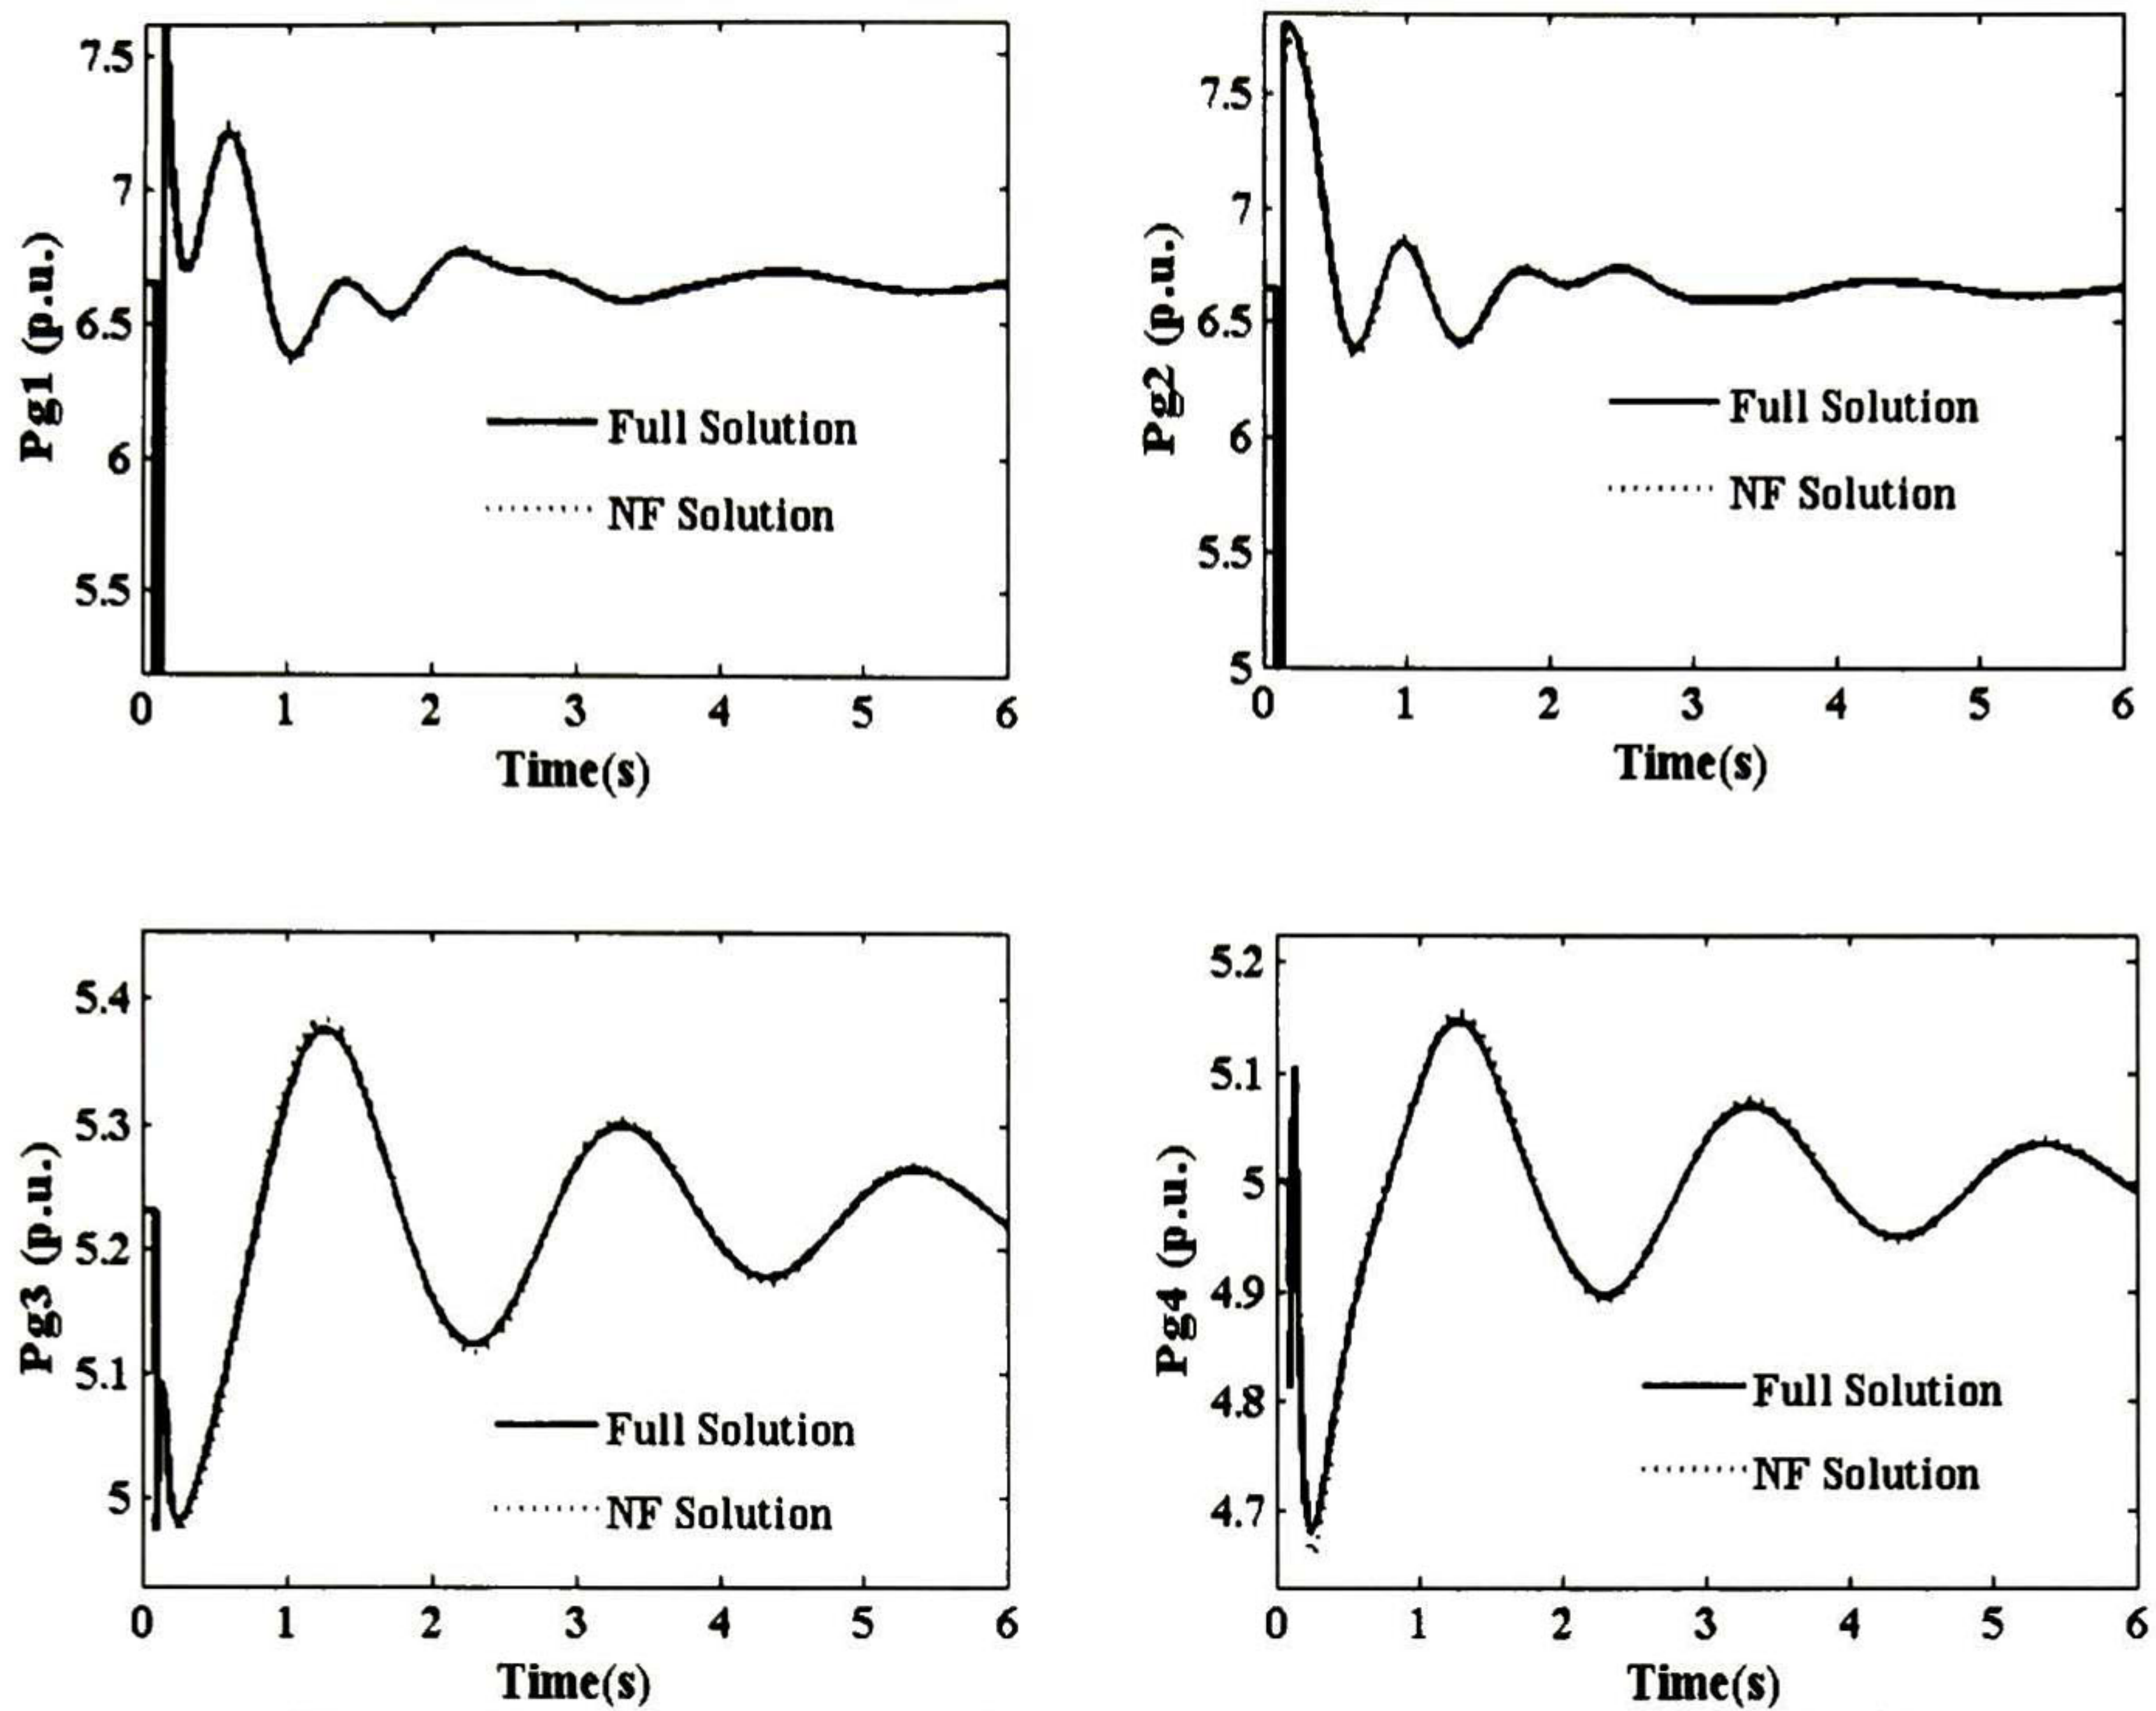 7.5
7
6.5
6
5.5
Pg1 (p.u.)
Full Solution
NF Solution
0 1 2 3 4 5 6
Time(s)
7.5
7
6.5
6
5.5
5
Pg2 (p.u.)
Full Solution
NF Solution
0 1 2 3 4 5 6
Time(s)
5.4
5.3
5.2
5.1
5
Pg3 (p.u.)
Full Solution
NF Solution
0 1 2 3 4 5 6
Time(s)
5.2
5.1
5
4.9
4.8
4.7
Pg4 (p.u.)
Full Solution
NF Solution
0 1 2 3 4 5 6
Time(s)